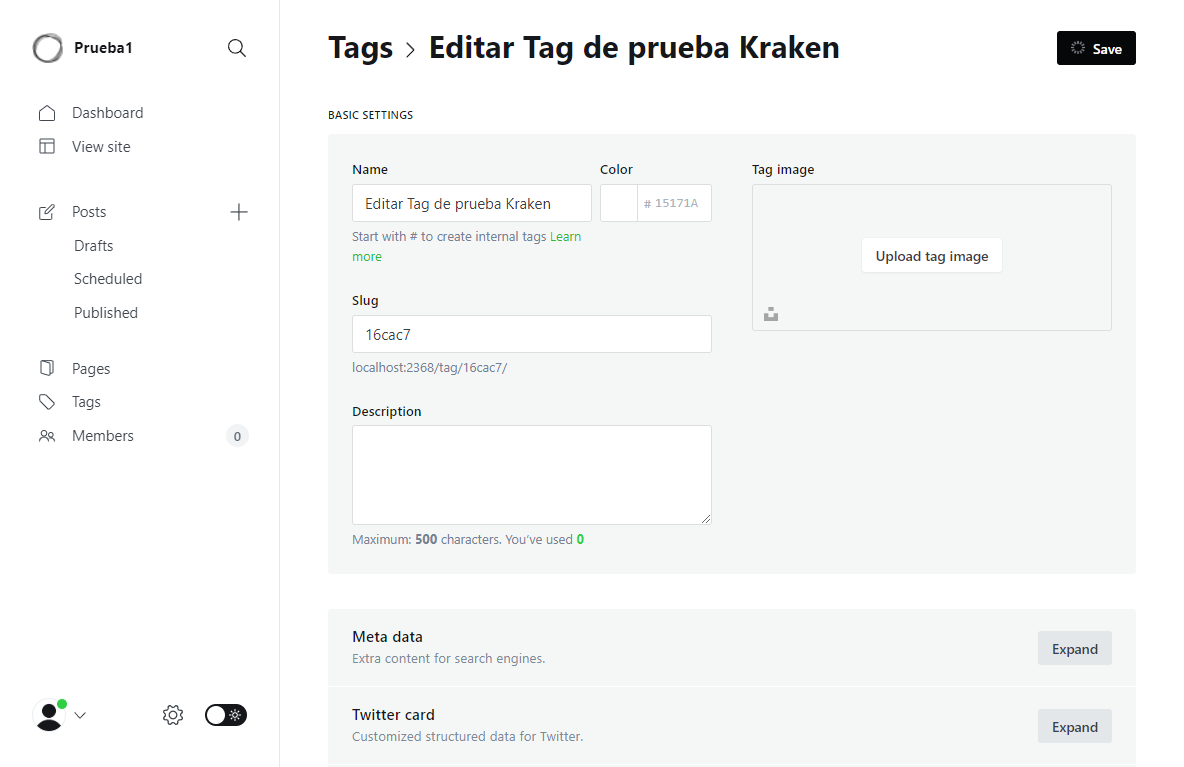 Prueba1
Dashboard
View site
Posts
Drafts
Scheduled
Published
Pages
Tags
Members
0
Tags > Editar Tag de prueba Kraken
Save
BASIC SETTINGS
Name
Editar Tag de prueba Kraken
Start with # to create internal tags Learn
more
Color
# 15171A
Slug
16cac7
localhost:2368/tag/16cac7/
Description
Maximum: 500 characters. You’ve used 0
Tag image
Upload tag image
Meta data
Extra content for search engines.
Expand
Twitter card
Customized structured data for Twitter.
Expand